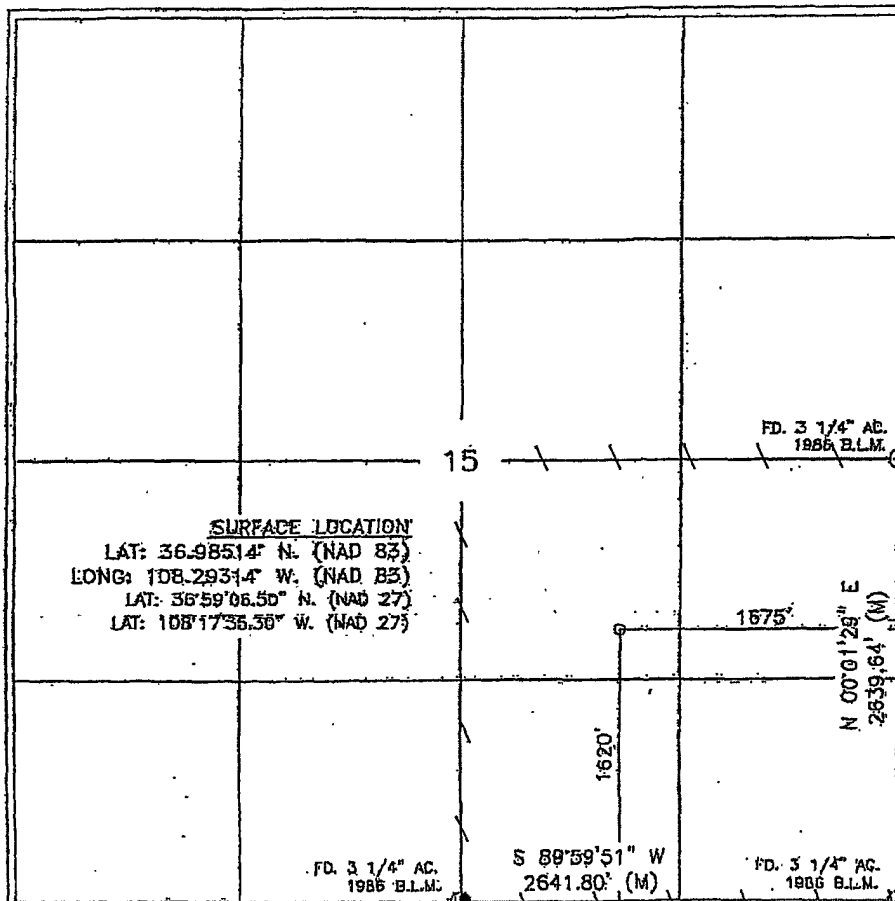 FD. 3 1/4" AC.
1986 B.L.M.
15
SURFACE LOCATION
LAT: 36.98514° N. (NAD 83)
LONG: 108.29314° W. (NAD 83)
LAT: 36°59'06.50" N. (NAD 27)
LAT: 108°17'35.36" W. (NAD 27)
1675'
N 00°01'29" E
2639.64' (M)
1620'
FD. 3 1/4" AC.
1986 B.L.M.
S 89°59'51" W
2641.80' (M)
FD. 3 1/4" AC.
1986 B.L.M.